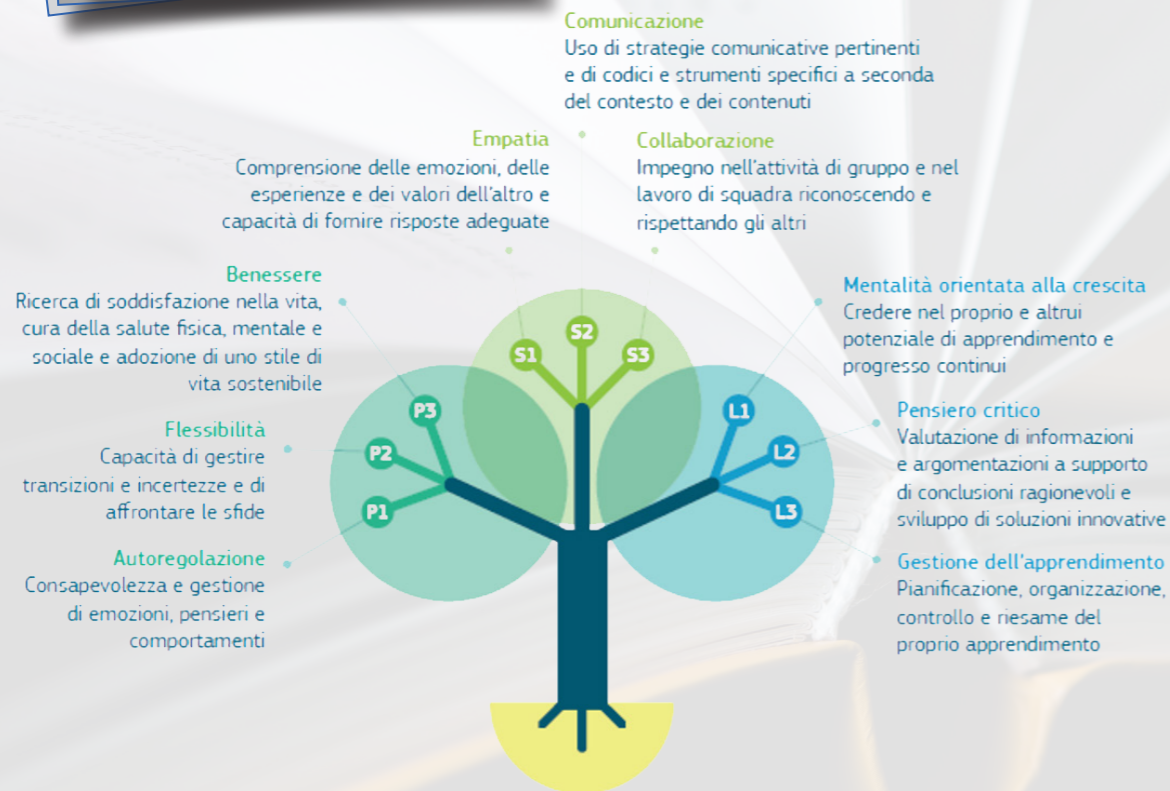 Comunicazione
Uso di strategie comunicative pertinenti
e di codici e strumenti specifici a seconda
del contesto e dei contenuti
Empatia
Comprensione delle emozioni, delle
esperienze e dei valori dell'altro e
capacità di fornire risposte adeguate
Collaborazione
Impegno nell'attività di gruppo e nel
lavoro di squadra riconoscendo e
rispettando gli altri
Benessere
Ricerca di soddisfazione nella vita,
cura della salute fisica, mentale e
sociale e adozione di uno stile di
vita sostenibile
Flessibilità
Capacità di gestire
transizioni e incertezze e di
affrontare le sfide
Autoregolazione
Consapevolezza e gestione
di emozioni, pensieri e
comportamenti
S1
S2
S3
P3
P2
P1
L1
L2
L3
Mentalità orientata alla crescita
Credere nel proprio e altrui
potenziale di apprendimento e
progresso continui
Pensiero critico
Valutazione di informazioni
e argomentazioni a supporto
di conclusioni ragionevoli e
sviluppo di soluzioni innovative
Gestione dell'apprendimento
Pianificazione, organizzazione,
controllo e riesame del
proprio apprendimento